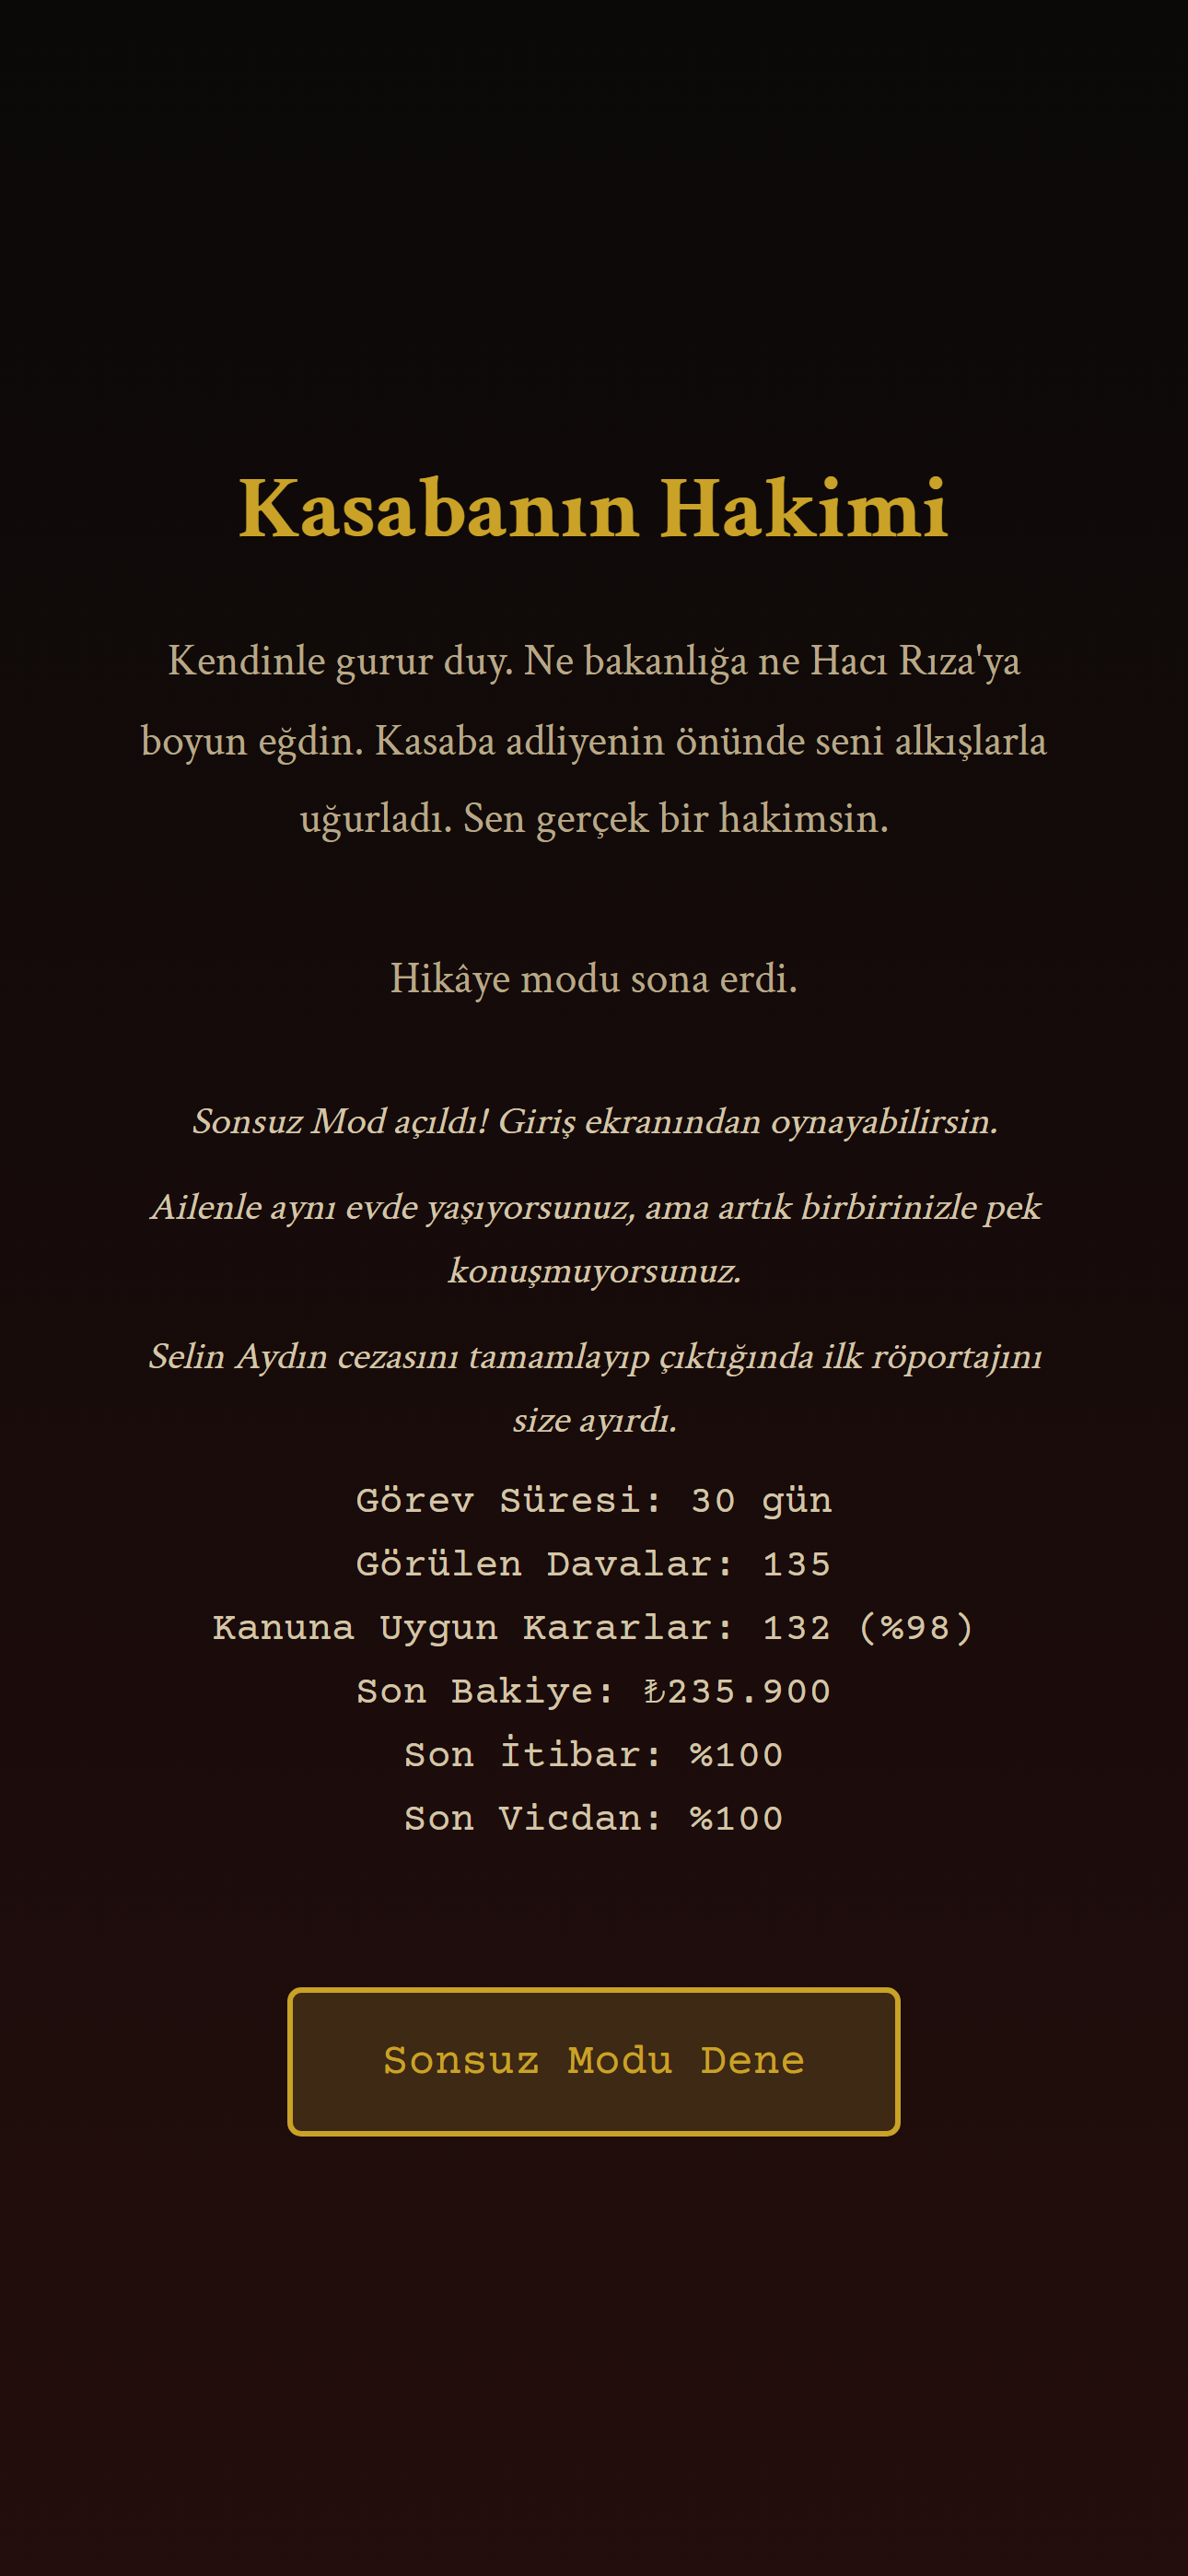 Kasabanın Hakimi
Kendinle gurur duy. Ne bakanlığa ne Hacı Rıza'ya
boyun eğdin. Kasaba adliyenin önünde seni alkışlarla
uğurladı. Sen gerçek bir hakimsin.
Hikâye modu sona erdi.
Sonsuz Mod açıldı! Giriş ekranından oynayabilirsin.
Ailenle aynı evde yaşıyorsunuz, ama artık birbirinizle pek
konuşmuyorsunuz.
Selin Aydın cezasını tamamlayıp çıktığında ilk röportajını
size ayırdı.
Görev Süresi: 30 gün
Görülen Davalar: 135
Kanuna Uygun Kararlar: 132 (%98)
Son Bakiye: ₺235.900
Son İtibar: %100
Son Vicdan: %100
Sonsuz Modu Dene